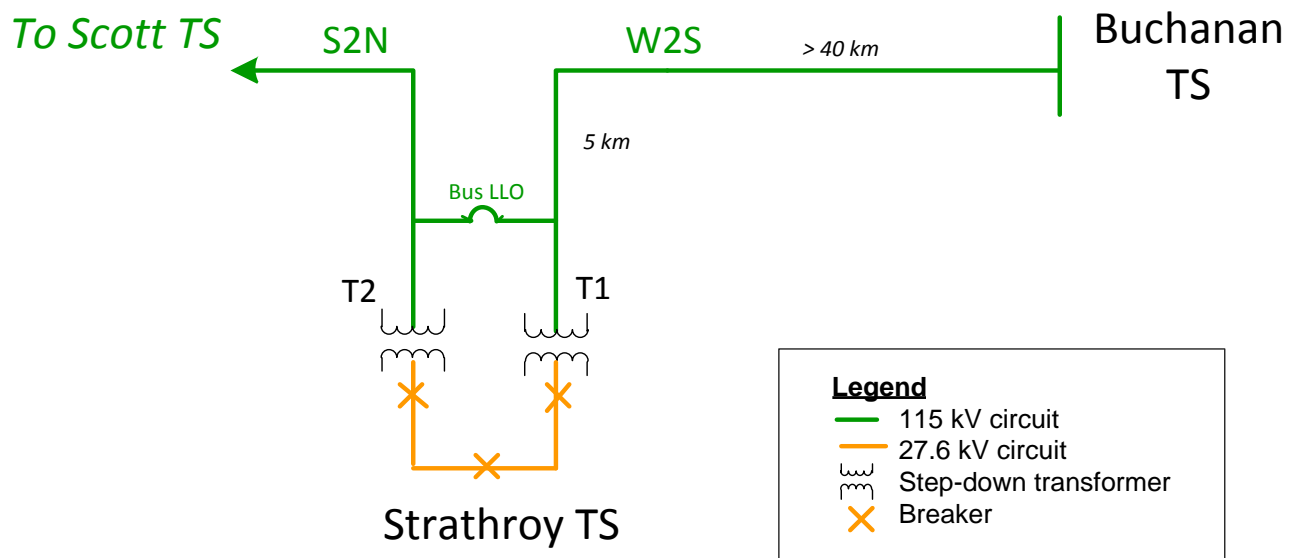 To Scott TS
S2N
W2S
> 40 km
Buchanan
TS
5 km
Bus LLO
T2
T1
Strathroy TS
Legend
115 kV circuit
27.6 kV circuit
Step-down transformer
Breaker